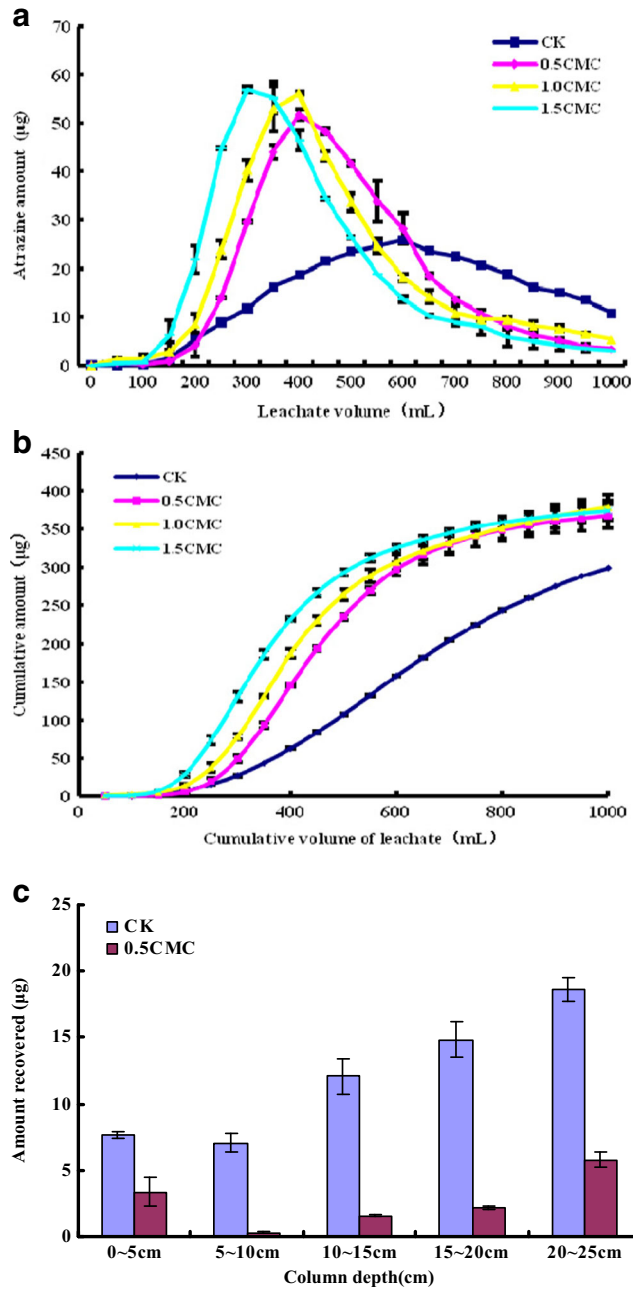 a
CK
0.5CMC
1.0CMC
1.5CMC
70
60
50
40
30
20
10
0
Atrazine amount (μg)
0 100 200 300 400 500 600 700 800 900 1000
Leachate volume (mL)
b
CK
0.5CMC
1.0CMC
1.5CMC
450
400
350
300
250
200
150
100
50
0
Cumulative amount (μg)
0 200 400 600 800 1000
Cumulative volume of leachate (mL)
c
CK
0.5CMC
25
20
15
10
5
0
Amount recovered (μg)
0~5cm 5~10cm 10~15cm 15~20cm 20~25cm
Column depth(cm)